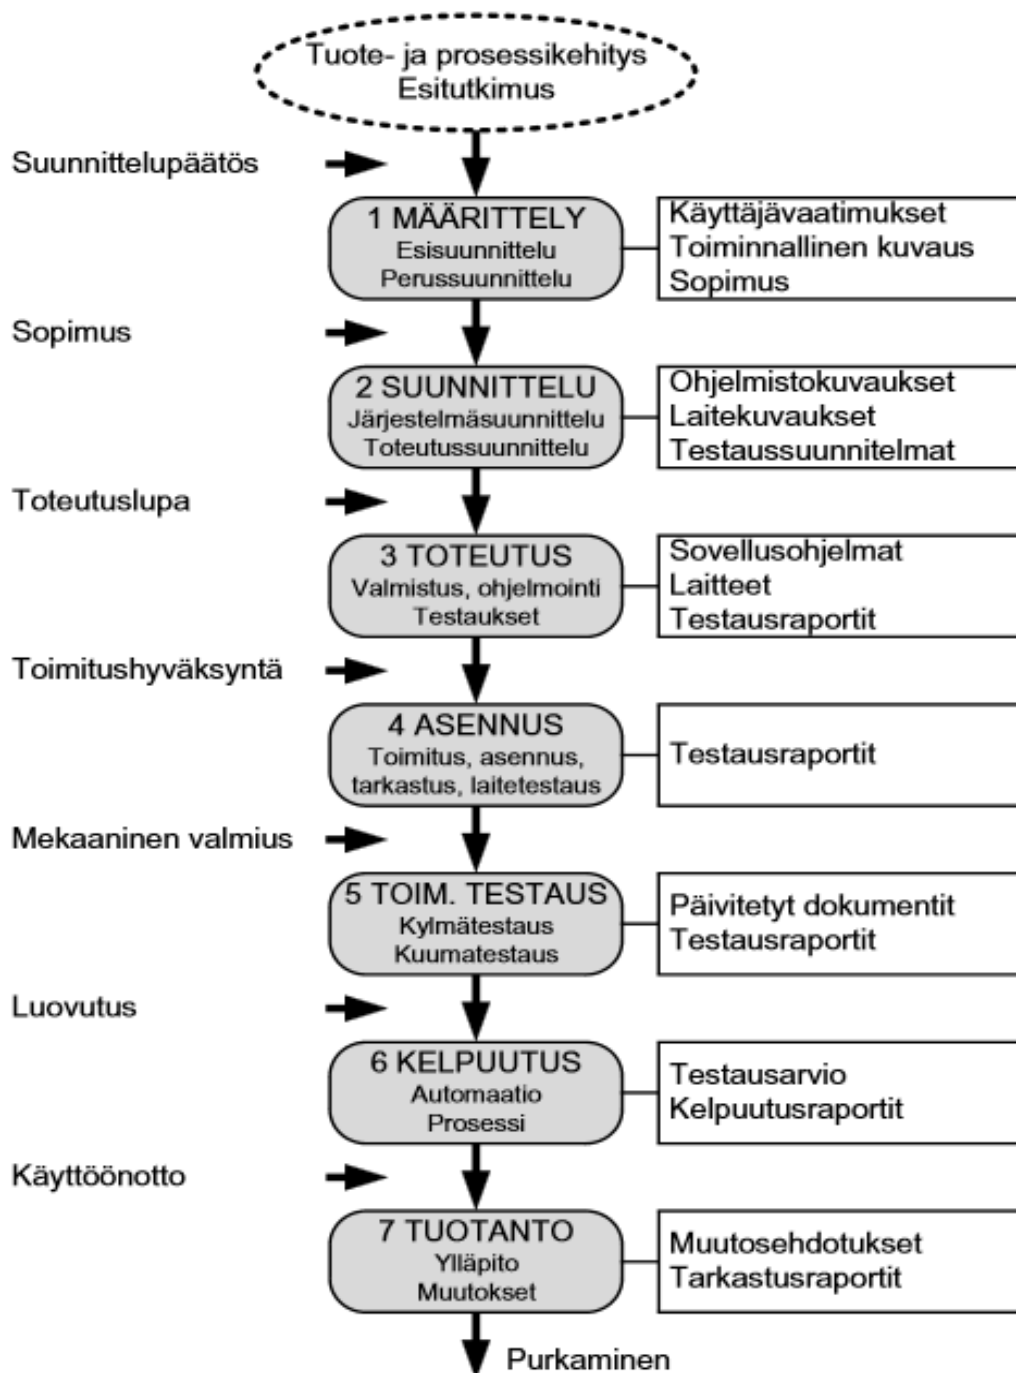 Tuote- ja prosessikehitys
Esitutkimus
Suunnittelupäätös
1 MÄÄRITTELY
Esisuunnittelu
Perussuunnittelu
Käyttäjävaatimukset
Toiminnallinen kuvaus
Sopimus
Sopimus
2 SUUNNITTELU
Järjestelmäsuunnittelu
Toteutussuunnittelu
Ohjelmistokuvaukset
Laitekuvaukset
Testaussuunnitelmat
Toteutuslupa
3 TOTEUTUS
Valmistus, ohjelmointi
Testaukset
Sovellusohjelmat
Laitteet
Testausraportit
Toimitushyväksyntä
4 ASENNUS
Toimitus, asennus,
tarkastus, laitetestaus
Testausraportit
Mekaaninen valmius
5 TOIM. TESTAUS
Kylmätestaus
Kuumatestaus
Päivitetyt dokumentit
Testausraportit
Luovutus
6 KELPUUTUS
Automaatio
Prosessi
Testausarvio
Kelpuutusraportit
Käyttöönotto
7 TUOTANTO
Ylläpito
Muutokset
Muutosehdotukset
Tarkastusraportit
Purkaminen